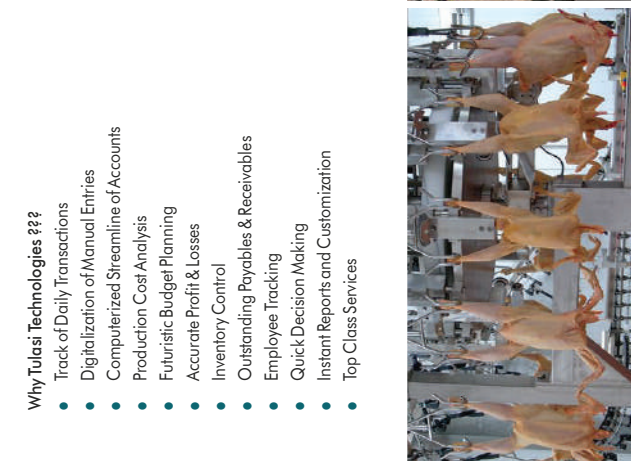 Why Tulasi Technologies ???
Track of Daily Transactions
Digitalization of Manual Entries
Computerized Streamline of Accounts
Production Cost Analysis
Futuristic Budget Planning
Accurate Profit & Losses
Inventory Control
Outstanding Payables & Receivables
Employee Tracking
Quick Decision Making
Instant Reports and Customization
Top Class Services